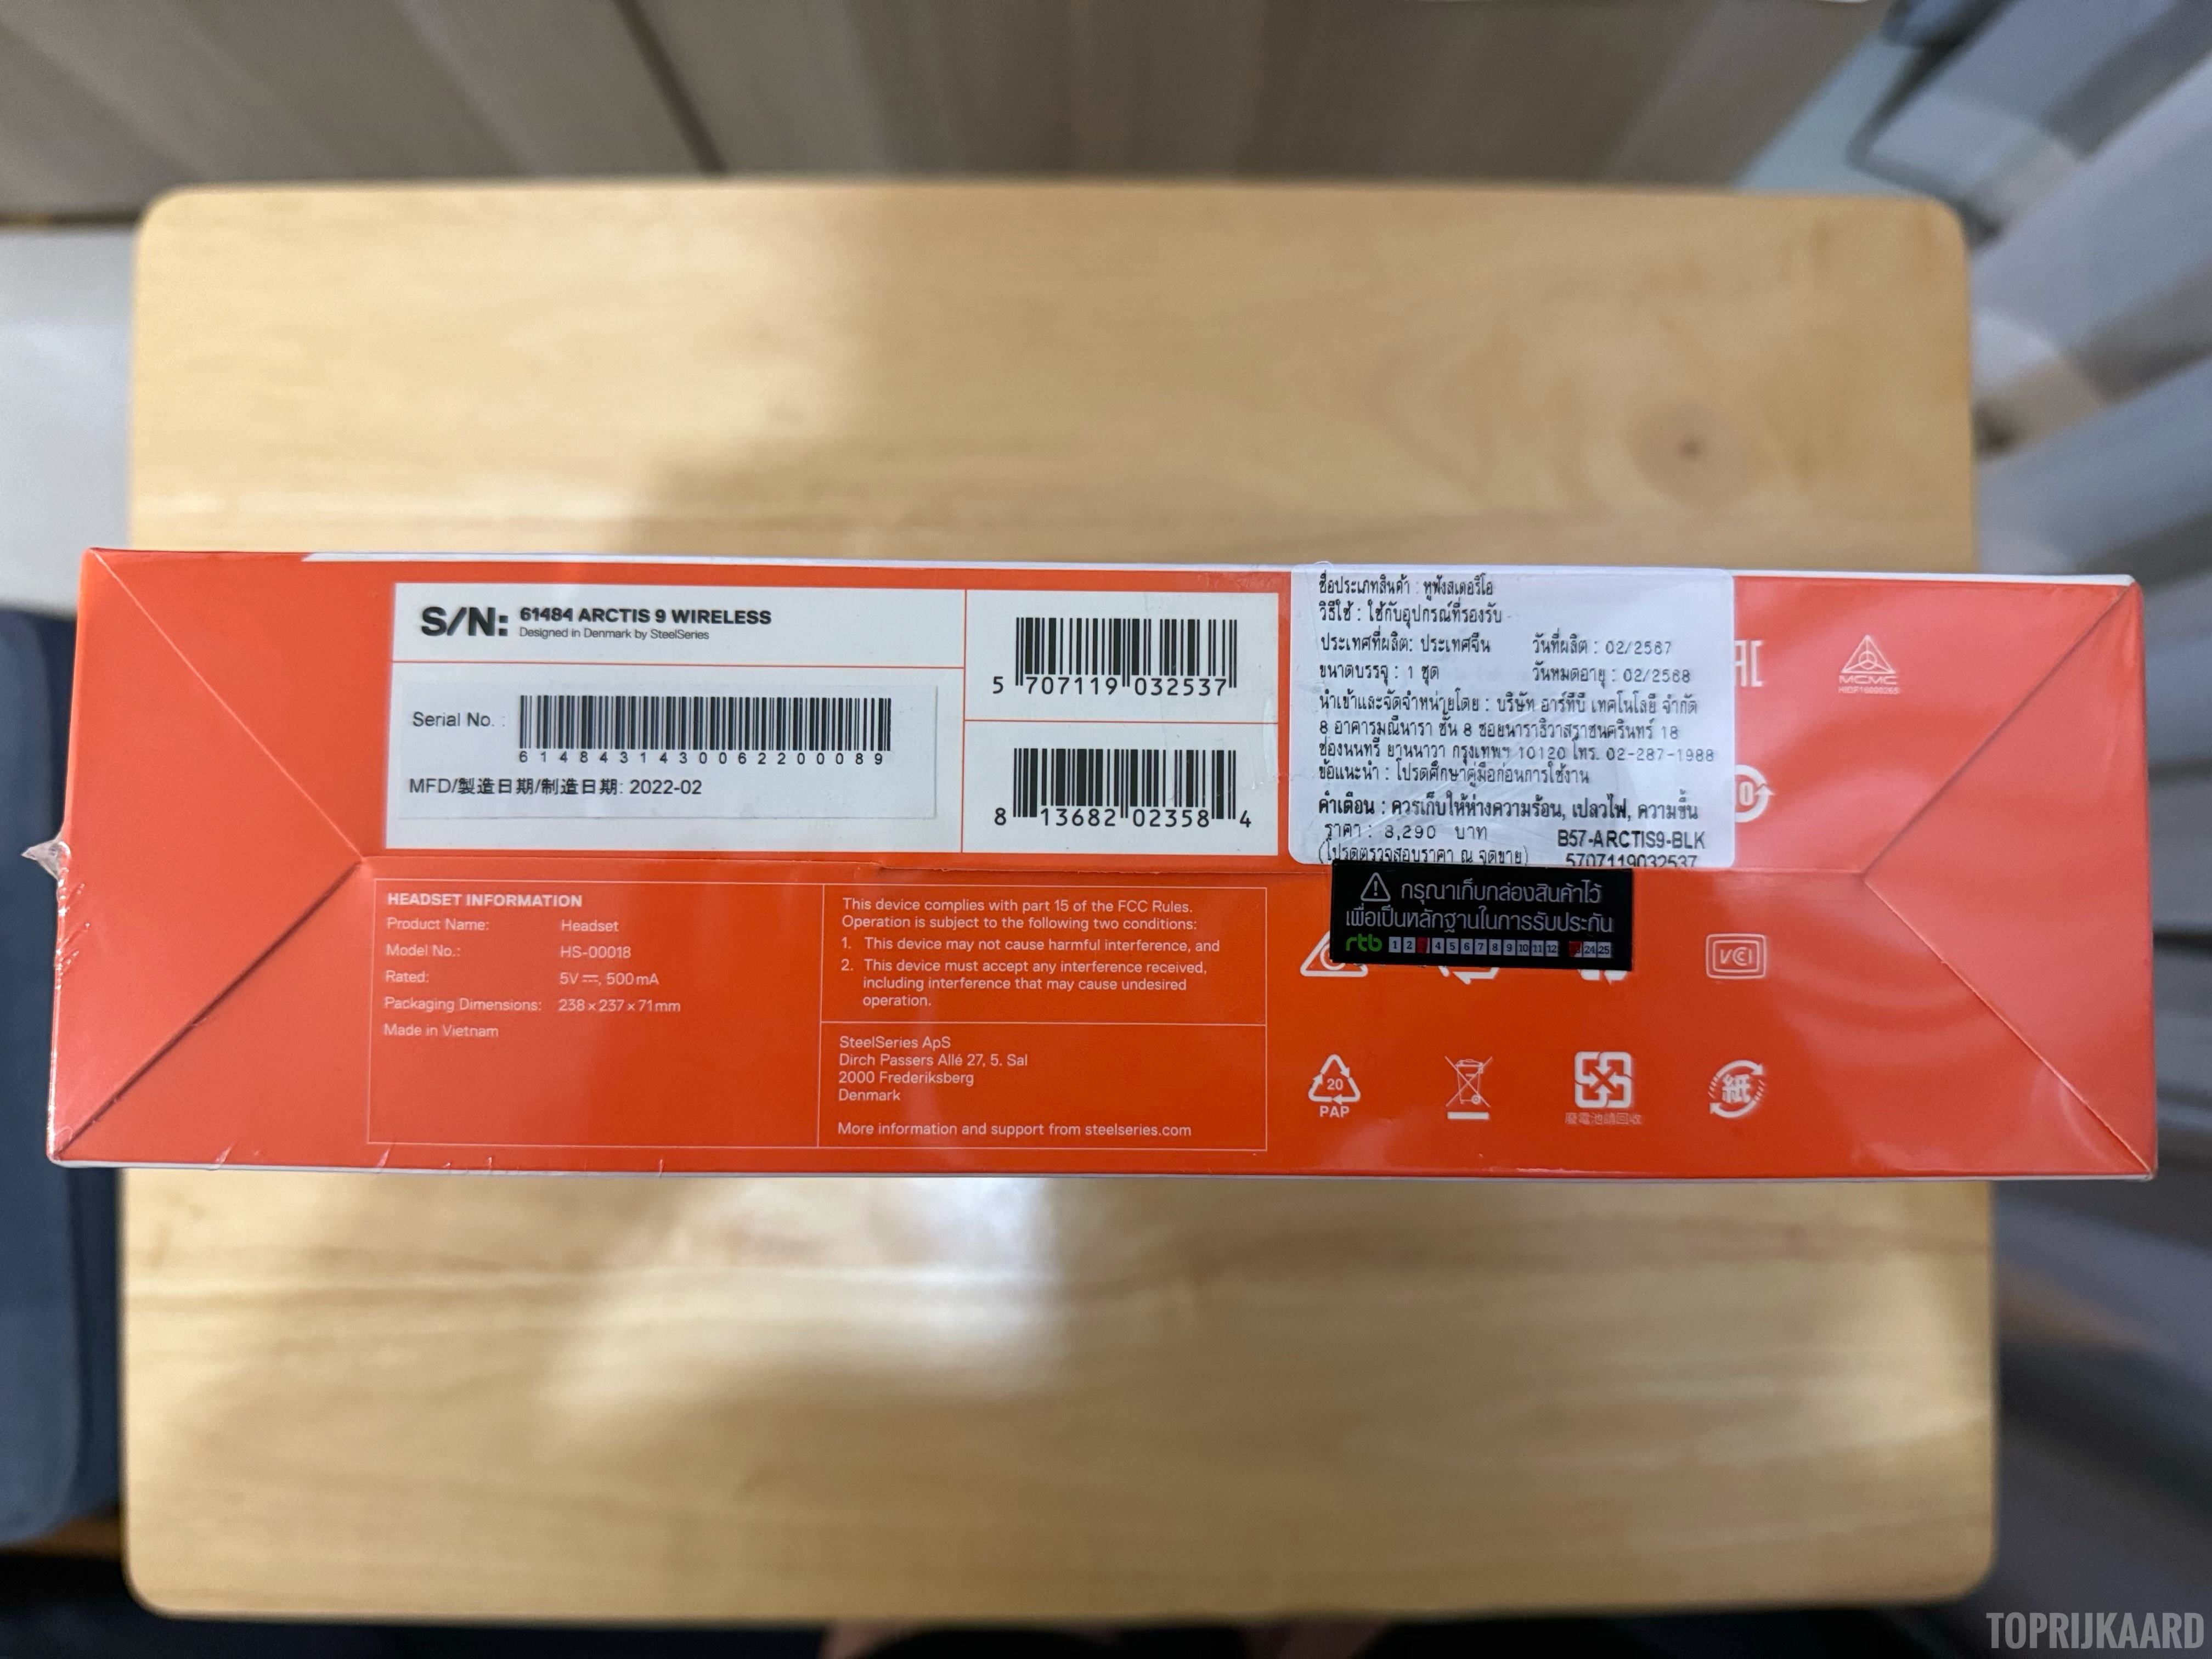 S/N: 61484 ARCTIS 9 WIRELESS
Designed in Denmark by SteelSeries
Serial No. :
6148431430062200089
MFD/製造日期/制造日期: 2022-02
5 707119 032537
8 13682 02358 4
ชื่อประเภทสินค้า : หูฟังสเตอริโอ
วิธีใช้ : ใช้กับอุปกรณ์ที่รองรับ
ประเทศที่ผลิต: ประเทศจีน วันที่ผลิต : 02/2567
ขนาดบรรจุ : 1 ชุด วันหมดอายุ : 02/2568
นำเข้าและจัดจำหน่ายโดย : บริษัท อาร์ทีบี เทคโนโลยี จำกัด
8 อาคารมณีนารา ชั้น 8 ซอยนราธิวาสราชนครินทร์ 18
ช่องนนทรี ยานนาวา กรุงเทพฯ 10120 โทร. 02-287-1988
ข้อแนะนำ : โปรดศึกษาคู่มือก่อนการใช้งาน
คำเตือน : ควรเก็บให้ห่างความร้อน, เปลวไฟ, ความชื้น
ราคา : 8,290 บาท B57-ARCTIS9-BLK
(โปรดตรวจสอบราคา ณ จุดขาย) 5707119032537
MCMC
กรุณาเก็บกล่องสินค้าไว้
เพื่อเป็นหลักฐานในการรับประกัน
rtb 1 2 4 5 6 7 8 9 10 11 12 24 25
HEADSET INFORMATION
Product Name: Headset
Model No.: HS-00018
Rated: 5V ⎓, 500mA
Packaging Dimensions: 238 x 237 x 71mm
Made in Vietnam
This device complies with part 15 of the FCC Rules.
Operation is subject to the following two conditions:
1. This device may not cause harmful interference, and
2. This device must accept any interference received,
including interference that may cause undesired
operation.
SteelSeries ApS
Dirch Passers Allé 27, 5. Sal
2000 Frederiksberg
Denmark
More information and support from steelseries.com
VCI
20
PAP
廢電池請回收
紙
TOPRIJKAARD